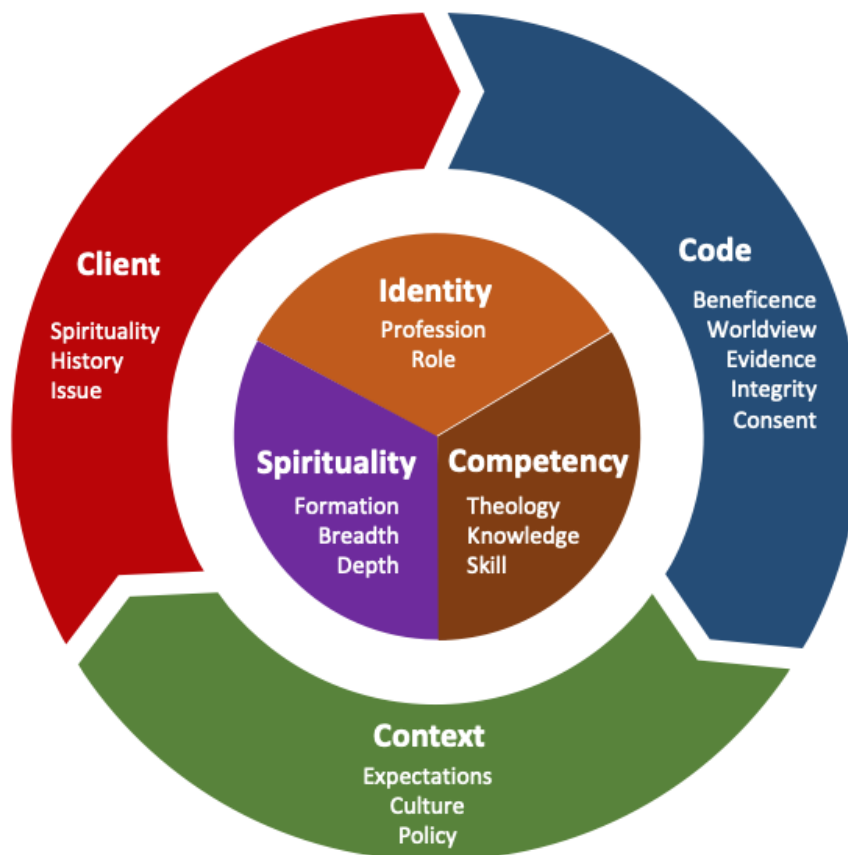 Client
Spirituality
History
Issue
Code
Beneficence
Worldview
Evidence
Integrity
Consent
Identity
Profession
Role
Spirituality
Formation
Breadth
Depth
Competency
Theology
Knowledge
Skill
Context
Expectations
Culture
Policy